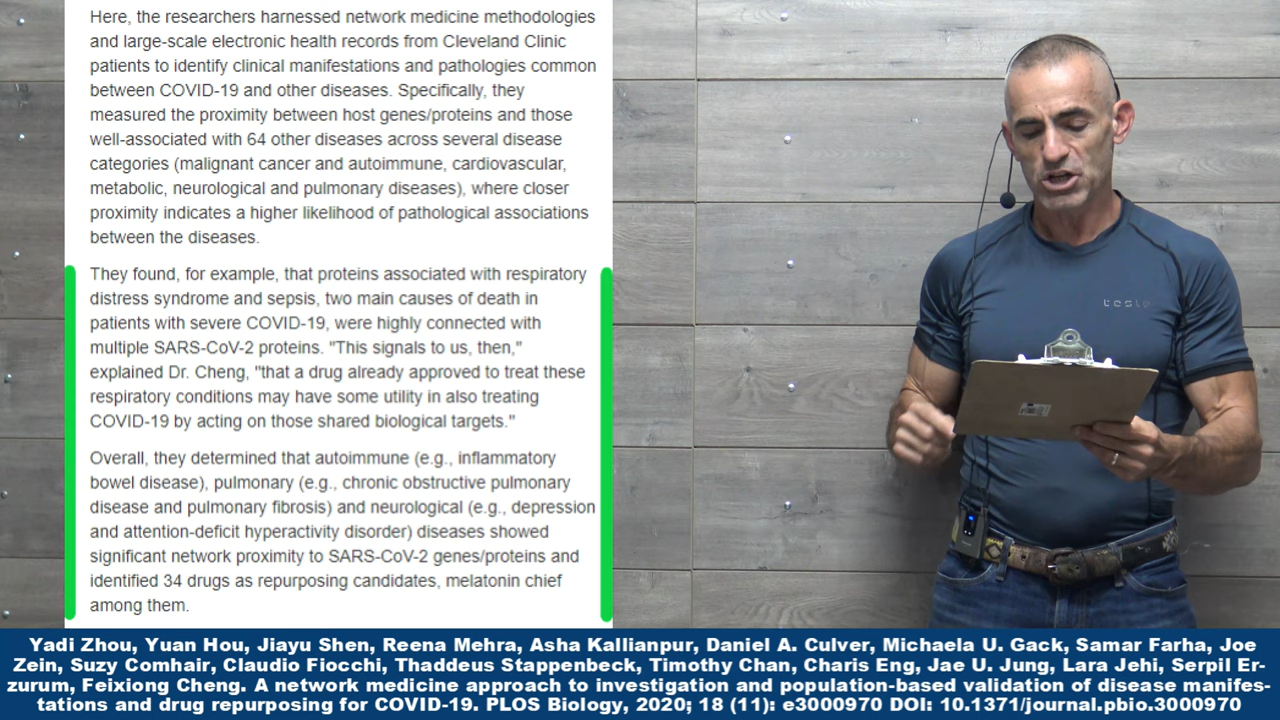 Here, the researchers harnessed network medicine methodologies
and large-scale electronic health records from Cleveland Clinic
patients to identify clinical manifestations and pathologies common
between COVID-19 and other diseases. Specifically, they
measured the proximity between host genes/proteins and those
well-associated with 64 other diseases across several disease
categories (malignant cancer and autoimmune, cardiovascular,
metabolic, neurological and pulmonary diseases), where closer
proximity indicates a higher likelihood of pathological associations
between the diseases.
They found, for example, that proteins associated with respiratory
distress syndrome and sepsis, two main causes of death in
patients with severe COVID-19, were highly connected with
multiple SARS-CoV-2 proteins. "This signals to us, then,"
explained Dr. Cheng, "that a drug already approved to treat these
respiratory conditions may have some utility in also treating
COVID-19 by acting on those shared biological targets."
Overall, they determined that autoimmune (e.g., inflammatory
bowel disease), pulmonary (e.g., chronic obstructive pulmonary
disease and pulmonary fibrosis) and neurological (e.g., depression
and attention-deficit hyperactivity disorder) diseases showed
significant network proximity to SARS-CoV-2 genes/proteins and
identified 34 drugs as repurposing candidates, melatonin chief
among them.
tesla
Yadi Zhou, Yuan Hou, Jiayu Shen, Reena Mehra, Asha Kallianpur, Daniel A. Culver, Michaela U. Gack, Samar Farha, Joe
Zein, Suzy Comhair, Claudio Fiocchi, Thaddeus Stappenbeck, Timothy Chan, Charis Eng, Jae U. Jung, Lara Jehi, Serpil Er-
zurum, Feixiong Cheng. A network medicine approach to investigation and population-based validation of disease manifes-
tations and drug repurposing for COVID-19. PLOS Biology, 2020; 18 (11): e3000970 DOI: 10.1371/journal.pbio.3000970